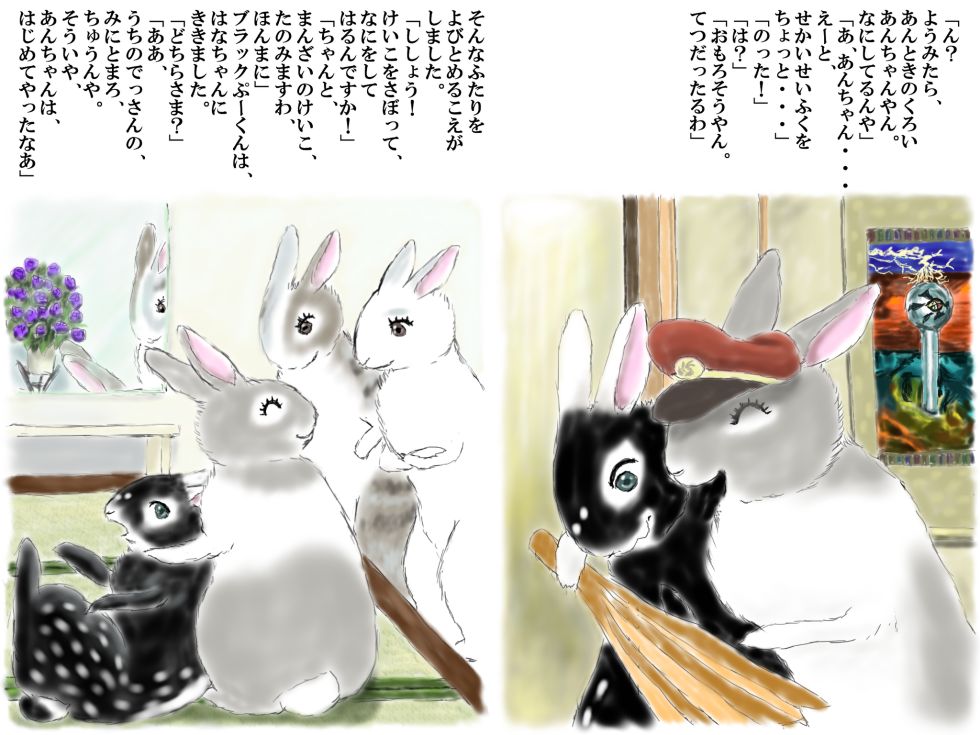 「ん?
ようみたら、
あんときのくろい
あんちゃんやん。
なにしてるんや」
「あ、あんちゃん・・・
えーと、
せかいせいふくを
ちょっと・・・」
「のった!」
「は?」
「おもろそうやん。
てつだったるわ」
そんなふたりを
よびとめるこえが
しました。
「ししょう!
けいこをさぼって、
なにをして
はるんですか!」
「ちゃんと、
まんざいのけいこ、
たのみますわ、
ほんまに」
ブラックぷーくんは、
はなちゃんに
ききました。
「どちらさま?」
「ああ、
うちのでっさんの、
みにとまろ、
ちゅうんや。
そういや、
あんちゃんは、
はじめてやったなあ」